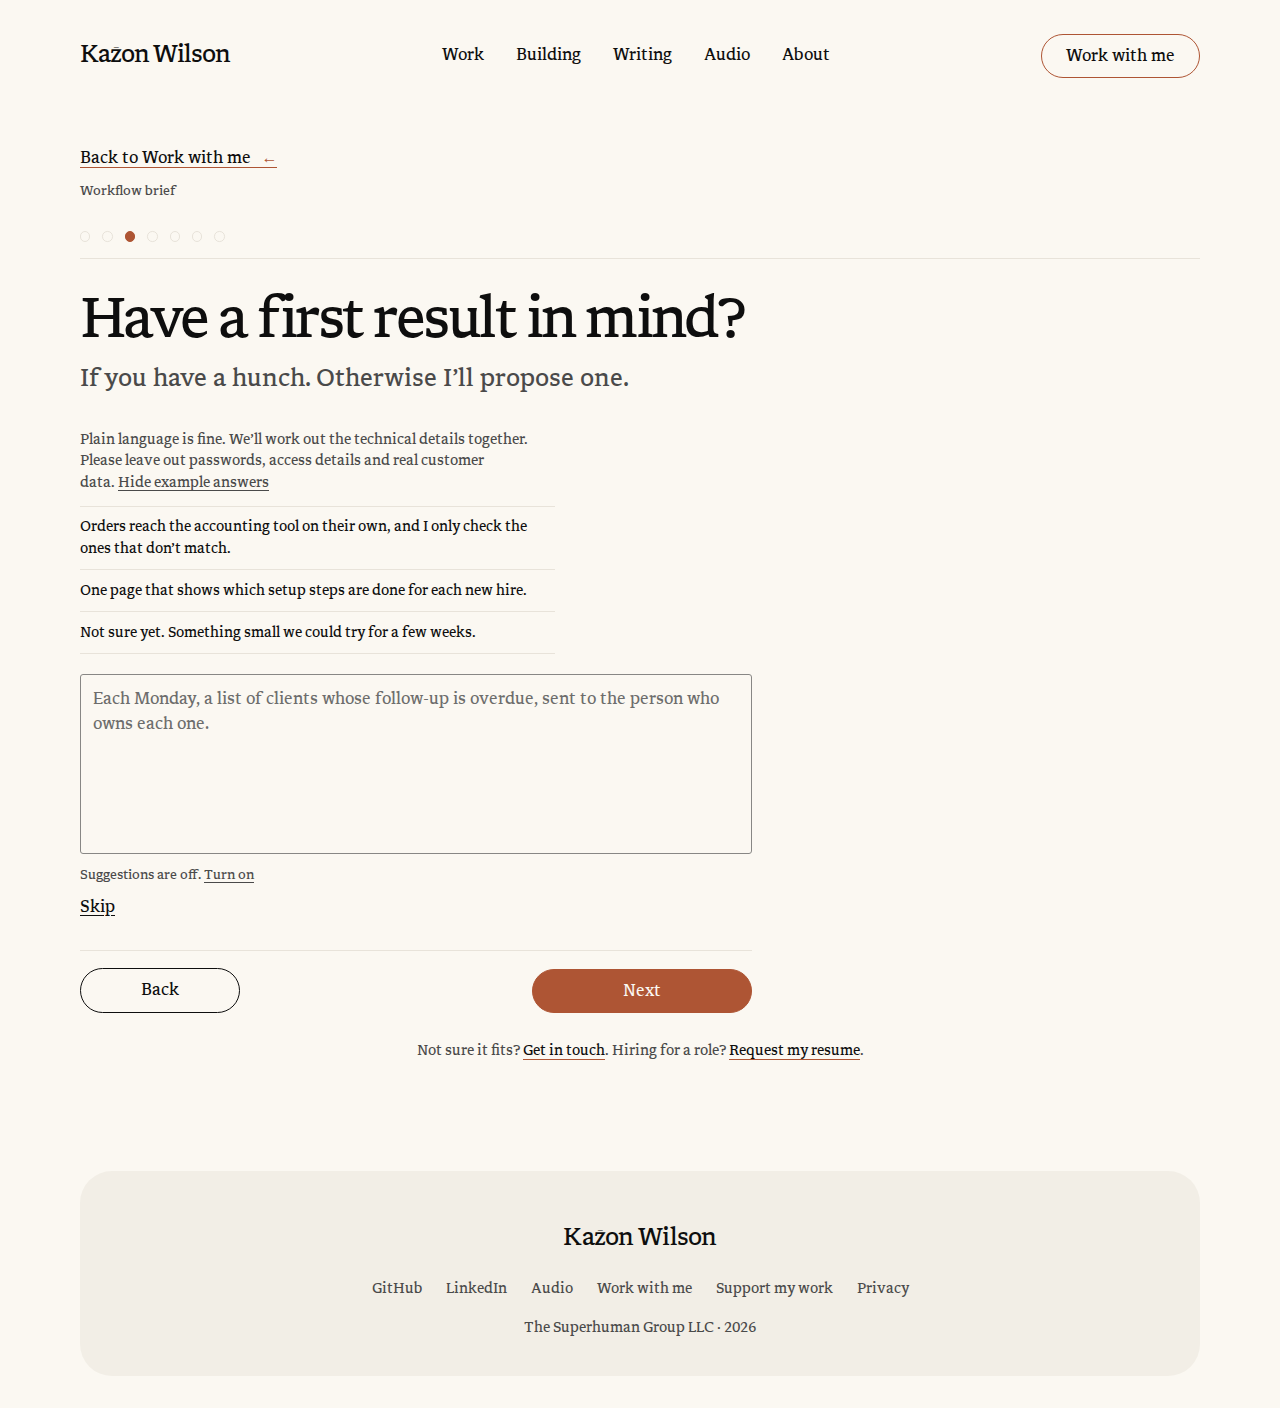 Kažon Wilson
Work Building Writing Audio About
Work with me
Back to Work with me ←
Workflow brief
Have a first result in mind?
If you have a hunch. Otherwise I’ll propose one.
Plain language is fine. We’ll work out the technical details together.
Please leave out passwords, access details and real customer
data. Hide example answers
Orders reach the accounting tool on their own, and I only check the
ones that don’t match.
One page that shows which setup steps are done for each new hire.
Not sure yet. Something small we could try for a few weeks.
Each Monday, a list of clients whose follow-up is overdue, sent to the person who
owns each one.
Suggestions are off. Turn on
Skip
Back
Next
Not sure it fits? Get in touch. Hiring for a role? Request my resume.
Kažon Wilson
GitHub LinkedIn Audio Work with me Support my work Privacy
The Superhuman Group LLC · 2026